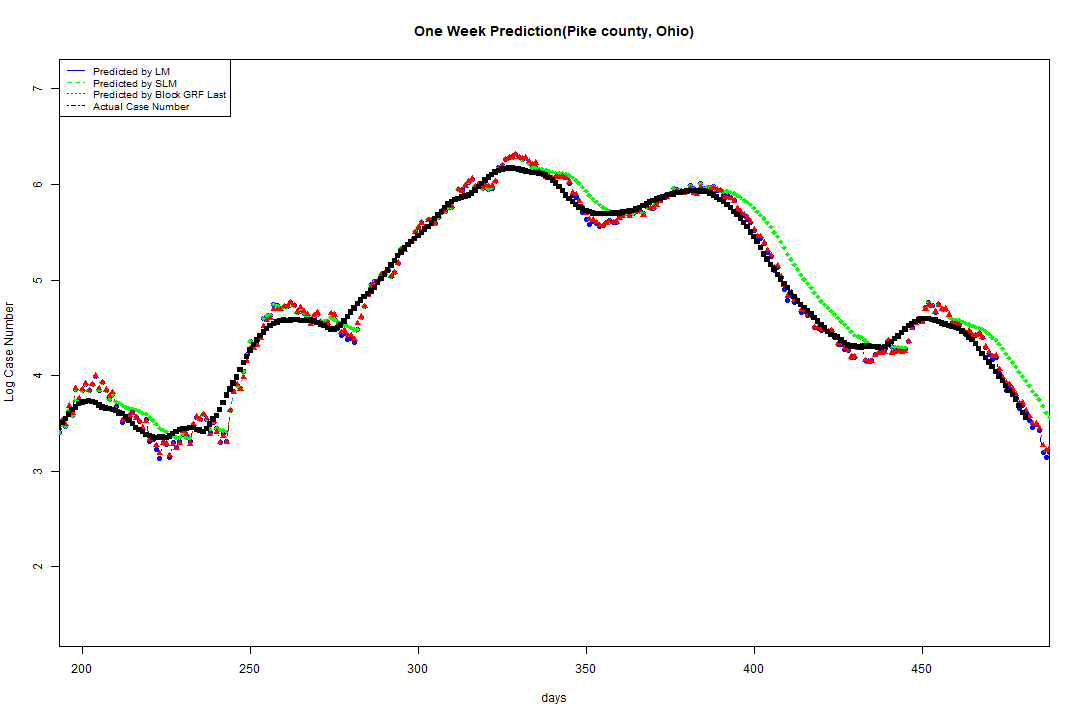 One Week Prediction(Pike county, Ohio)
Predicted by LM
Predicted by SLM
Predicted by Block GRF Last
Actual Case Number
7
6
5
4
3
2
Log Case Number
200 250 300 350 400 450
days